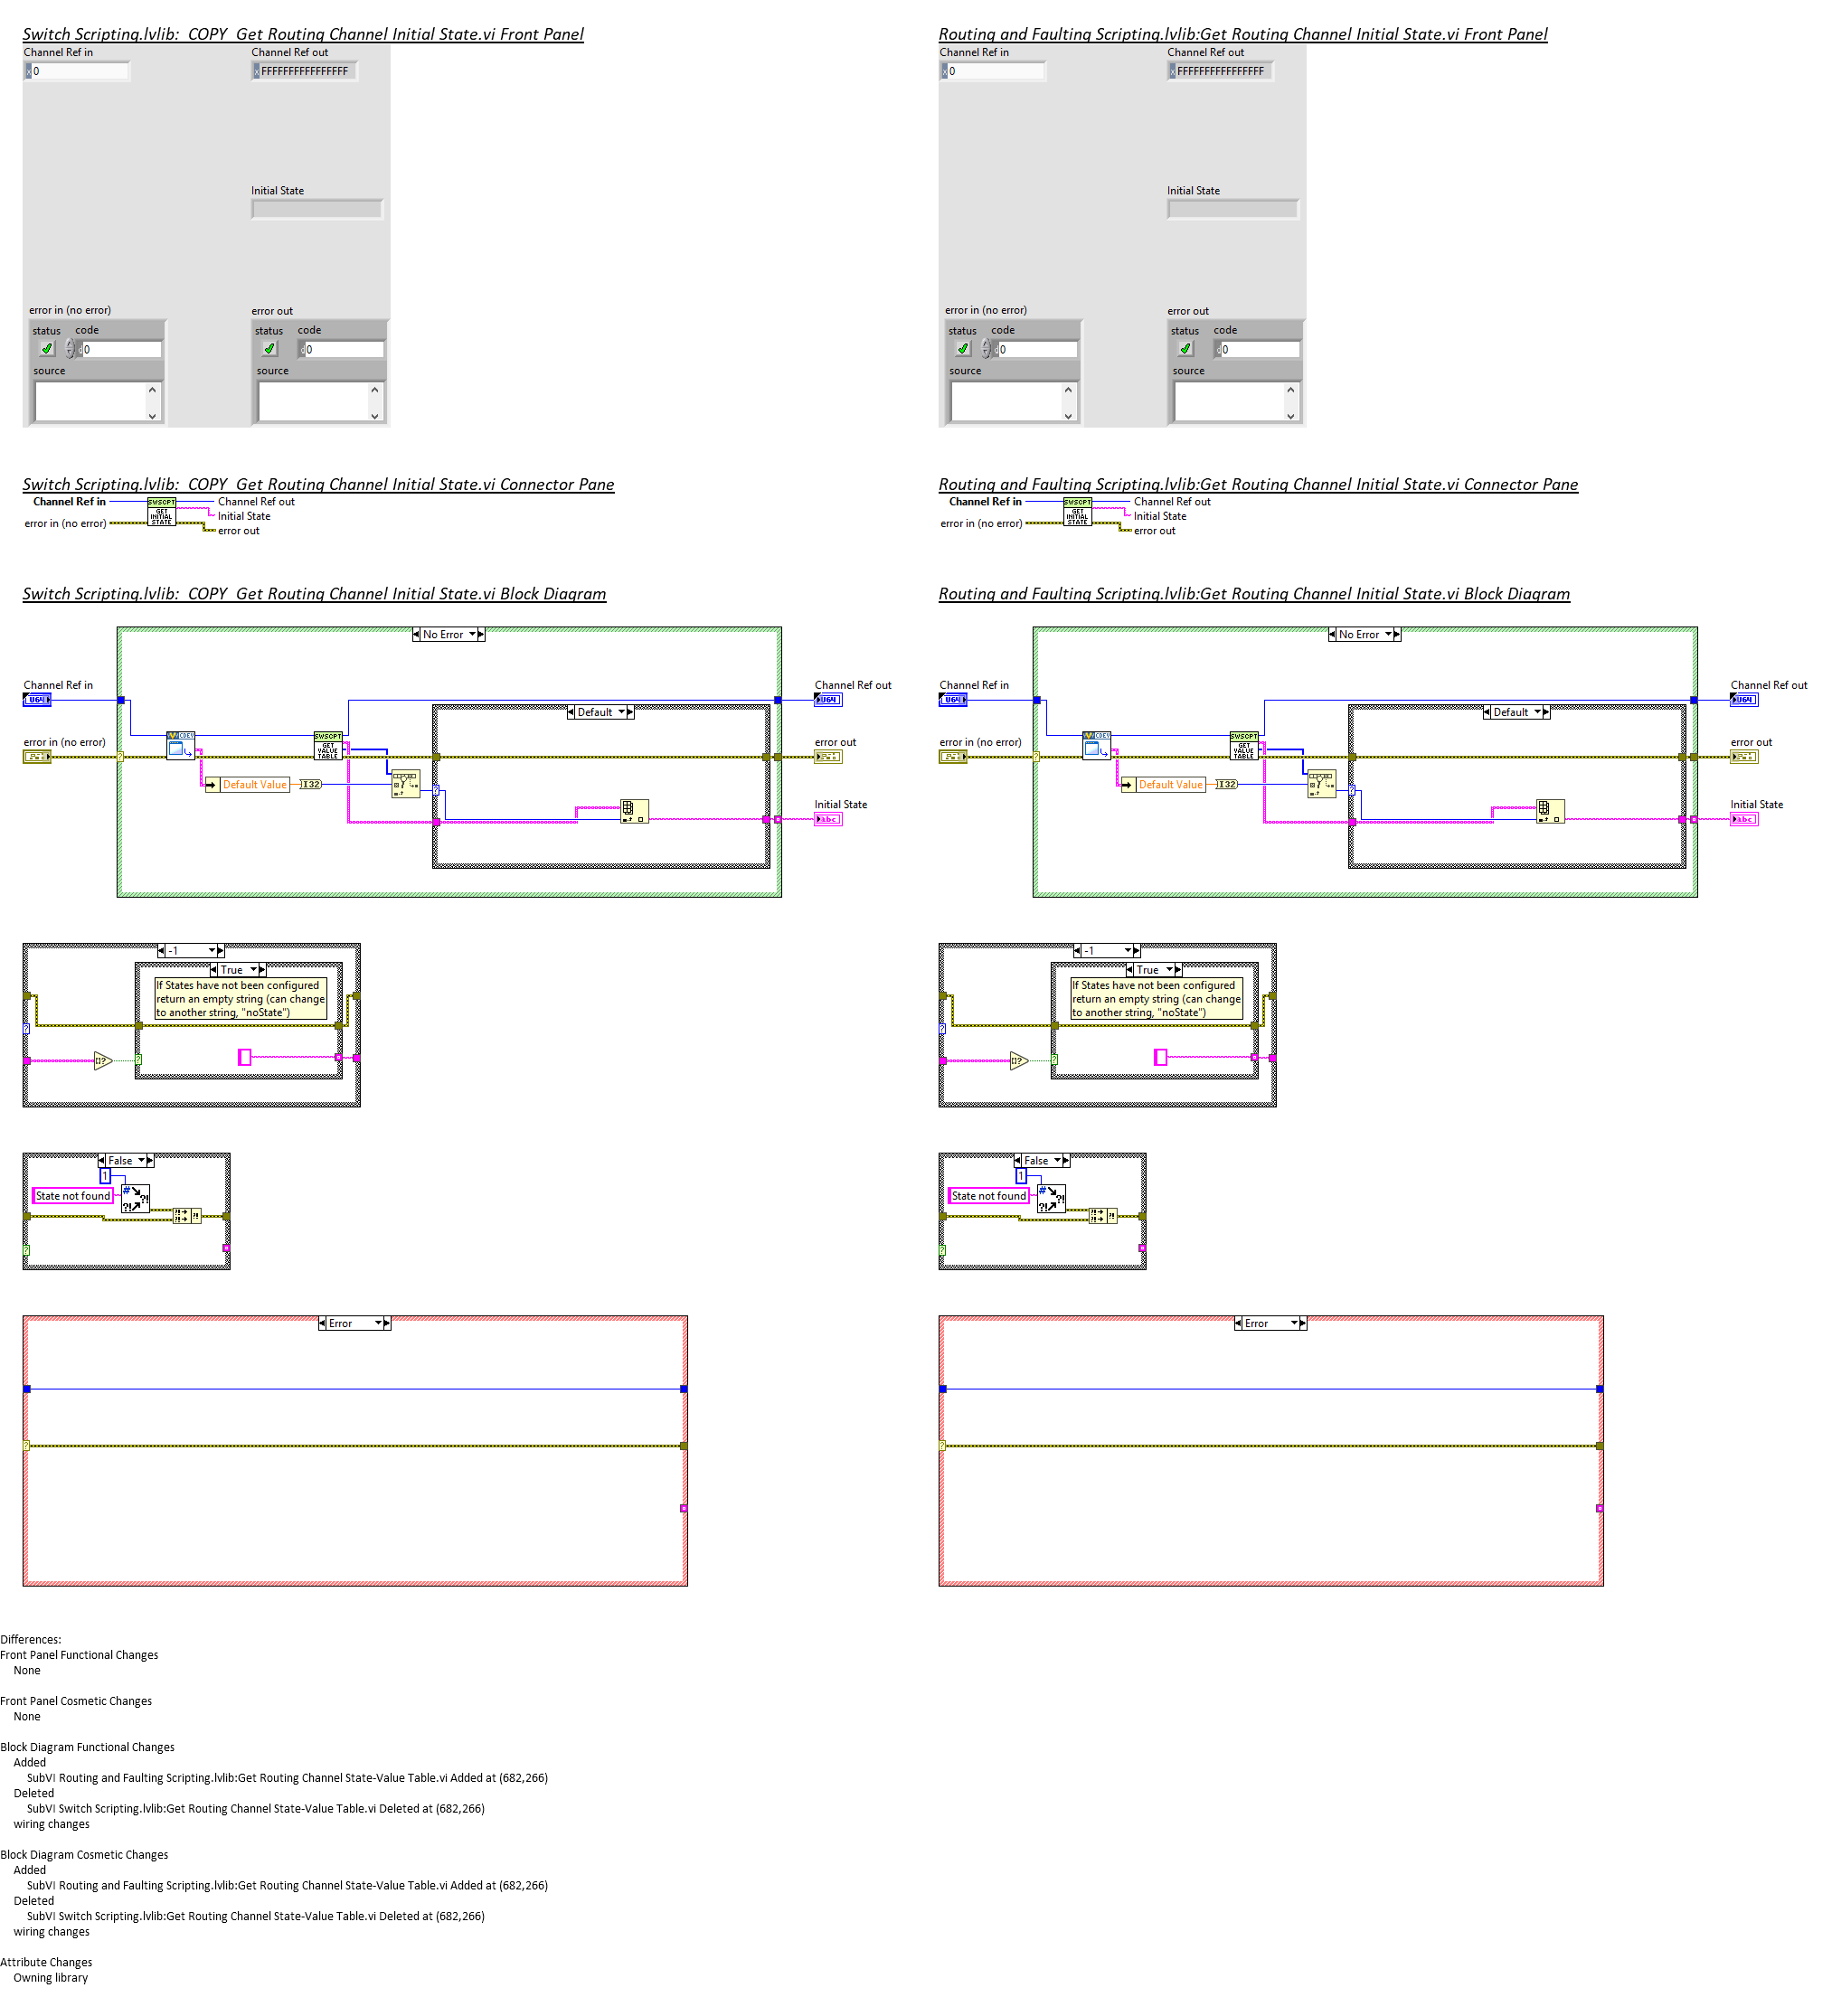 Switch Scripting.lvlib:  COPY  Get Routing Channel Initial State.vi Front Panel
Channel Ref in
Channel Ref out
x 0
x FFFFFFFFFFFFFFFF
Initial State
error in (no error)
error out
status code
status code
d 0
d 0
source
source
Routing and Faulting Scripting.lvlib:Get Routing Channel Initial State.vi Front Panel
Channel Ref in
Channel Ref out
x 0
x FFFFFFFFFFFFFFFF
Initial State
error in (no error)
error out
status code
status code
d 0
d 0
source
source
Switch Scripting.lvlib:  COPY  Get Routing Channel Initial State.vi Connector Pane
Channel Ref in
error in (no error)
SWSCPT
GET
INITIAL
STATE
Channel Ref out
Initial State
error out
Routing and Faulting Scripting.lvlib:Get Routing Channel Initial State.vi Connector Pane
Channel Ref in
error in (no error)
SWSCPT
GET
INITIAL
STATE
Channel Ref out
Initial State
error out
Switch Scripting.lvlib:  COPY  Get Routing Channel Initial State.vi Block Diagram
No Error
Channel Ref in
U64
error in (no error)
CDEV
SWSCPT
GET
VALUE
TABLE
Default Value
I32
Default
Channel Ref out
U64
error out
Initial State
abc
Routing and Faulting Scripting.lvlib:Get Routing Channel Initial State.vi Block Diagram
No Error
Channel Ref in
U64
error in (no error)
CDEV
SWSCPT
GET
VALUE
TABLE
Default Value
I32
Default
Channel Ref out
U64
error out
Initial State
abc
-1
True
If States have not been configured
return an empty string (can change
to another string, "noState")
-1
True
If States have not been configured
return an empty string (can change
to another string, "noState")
False
1
State not found
False
1
State not found
Error
Error
Differences:
Front Panel Functional Changes
None
Front Panel Cosmetic Changes
None
Block Diagram Functional Changes
Added
SubVI Routing and Faulting Scripting.lvlib:Get Routing Channel State-Value Table.vi Added at (682,266)
Deleted
SubVI Switch Scripting.lvlib:Get Routing Channel State-Value Table.vi Deleted at (682,266)
wiring changes
Block Diagram Cosmetic Changes
Added
SubVI Routing and Faulting Scripting.lvlib:Get Routing Channel State-Value Table.vi Added at (682,266)
Deleted
SubVI Switch Scripting.lvlib:Get Routing Channel State-Value Table.vi Deleted at (682,266)
wiring changes
Attribute Changes
Owning library